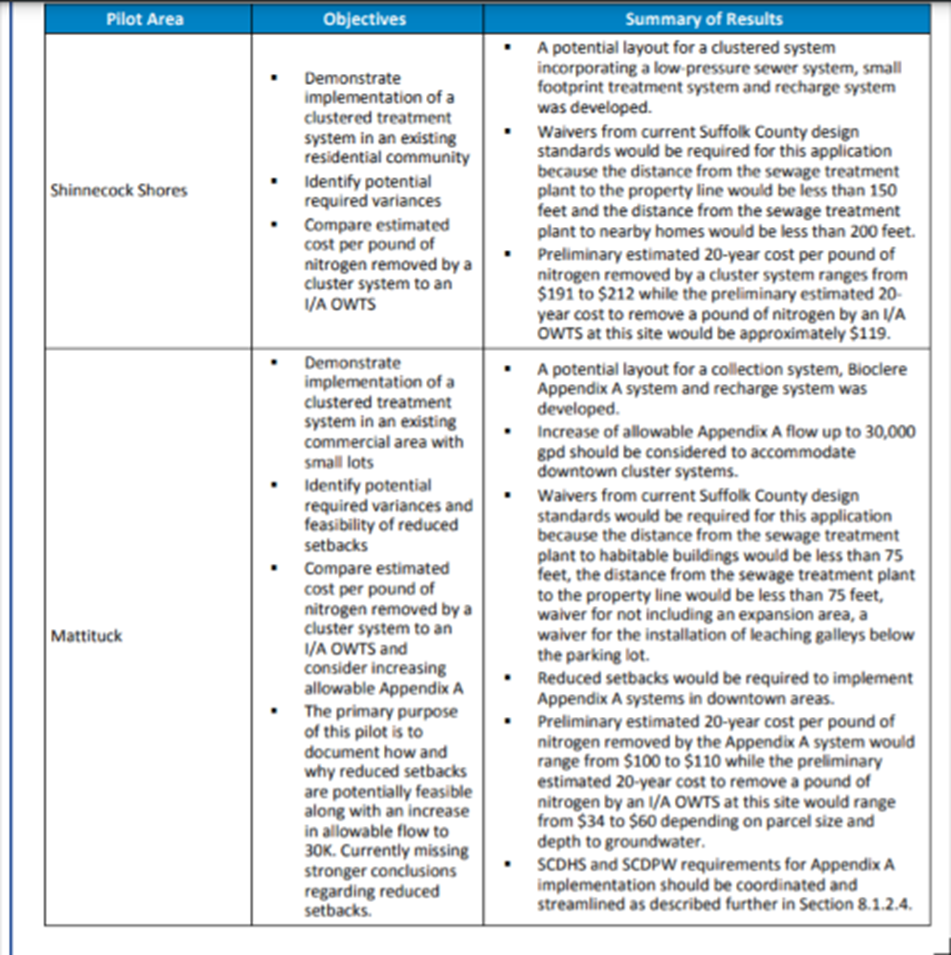 Pilot Area
Objectives
Summary of Results
Shinnecock Shores
▪ Demonstrate
implementation of a
clustered treatment
system in an existing
residential community
▪ Identify potential
required variances
▪ Compare estimated
cost per pound of
nitrogen removed by a
cluster system to an
I/A OWTS
▪ A potential layout for a clustered system
incorporating a low-pressure sewer system, small
footprint treatment system and recharge system
was developed.
▪ Waivers from current Suffolk County design
standards would be required for this application
because the distance from the sewage treatment
plant to the property line would be less than 150
feet and the distance from the sewage treatment
plant to nearby homes would be less than 200 feet.
▪ Preliminary estimated 20-year cost per pound of
nitrogen removed by a cluster system ranges from
$191 to $212 while the preliminary estimated 20-
year cost to remove a pound of nitrogen by an I/A
OWTS at this site would be approximately $119.
Mattituck
▪ Demonstrate
implementation of a
clustered treatment
system in an existing
commercial area with
small lots
▪ Identify potential
required variances and
feasibility of reduced
setbacks
▪ Compare estimated
cost per pound of
nitrogen removed by a
cluster system to an
I/A OWTS and
consider increasing
allowable Appendix A
▪ The primary purpose
of this pilot is to
document how and
why reduced setbacks
are potentially feasible
along with an increase
in allowable flow to
30K. Currently missing
stronger conclusions
regarding reduced
setbacks.
▪ A potential layout for a collection system, Bioclere
Appendix A system and recharge system was
developed.
▪ Increase of allowable Appendix A flow up to 30,000
gpd should be considered to accommodate
downtown cluster systems.
▪ Waivers from current Suffolk County design
standards would be required for this application
because the distance from the sewage treatment
plant to habitable buildings would be less than 75
feet, the distance from the sewage treatment plant
to the property line would be less than 75 feet,
waiver for not including an expansion area, a
waiver for the installation of leaching galleys below
the parking lot.
▪ Reduced setbacks would be required to implement
Appendix A systems in downtown areas.
▪ Preliminary estimated 20-year cost per pound of
nitrogen removed by the Appendix A system would
range from $100 to $110 while the preliminary
estimated 20-year cost to remove a pound of
nitrogen by an I/A OWTS at this site would range
from $34 to $60 depending on parcel size and
depth to groundwater.
▪ SCDHS and SCDPW requirements for Appendix A
implementation should be coordinated and
streamlined as described further in Section 8.1.2.4.